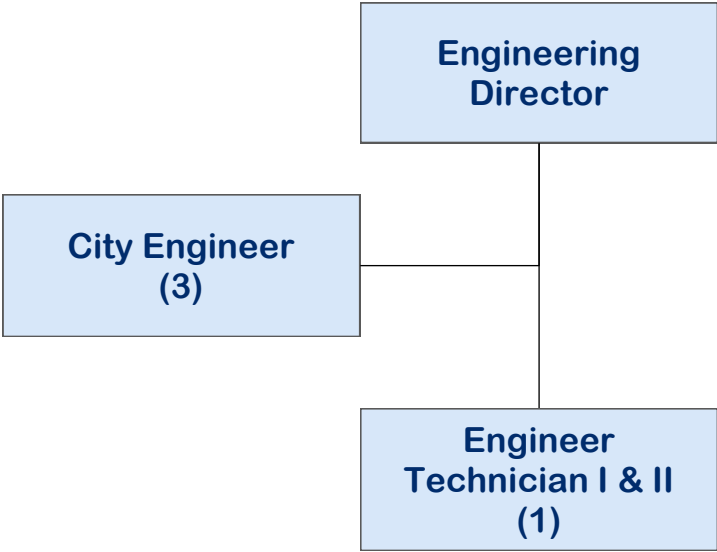 Engineering
Director
City Engineer
(3)
Engineer
Technician I & II
(1)